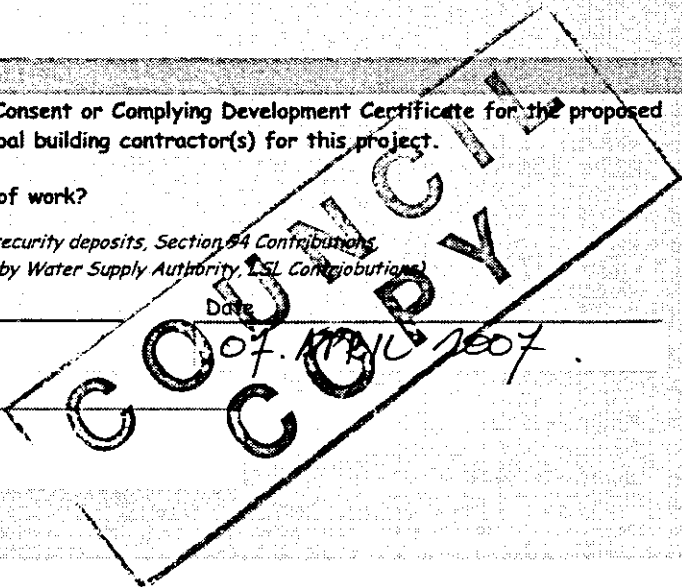 Consent or Complying Development Certificate for the proposed
pal building contractor(s) for this project.
of work?
security deposits, Section 94 Contributions,
by Water Supply Authority, LSL Contriobutions)
Date
07. APRIL 2007.
COUNCIL
COPY